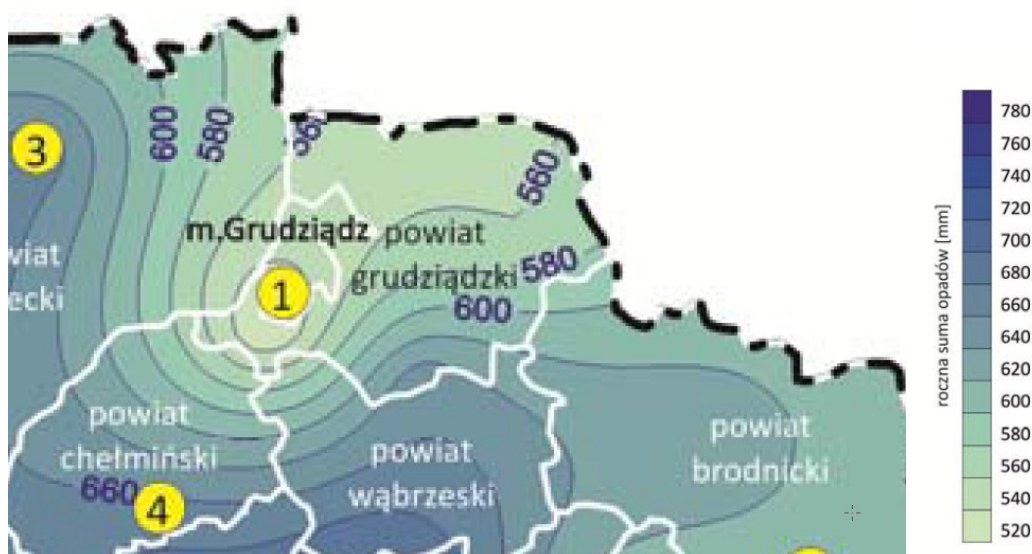 600
580
560
560
3
m.Grudziądz
powiat
grudziądzki
580
600
wiat
ecki
1
powiat
chełmiński
660
4
powiat
wąbrzeski
powiat
brodnicki
roczna suma opadów [mm]
780
760
740
720
700
680
660
640
620
600
580
560
540
520